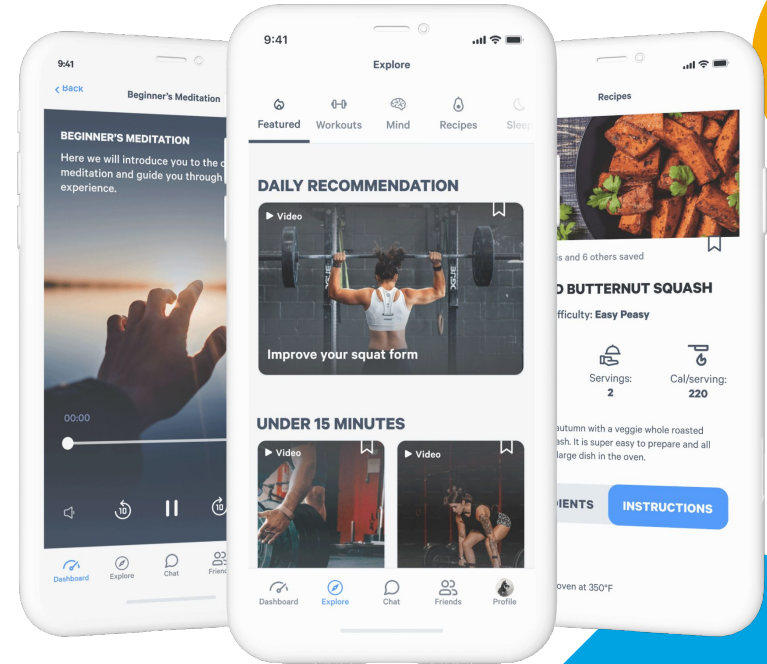 9:41
Back
Beginner's Meditation
BEGINNER'S MEDITATION
Here we will introduce you to the
meditation and guide you through
experience.
00:00
10
10
Dashboard
Explore
Chat
9:41
Explore
Featured
Workouts
Mind
Recipes
Sleep
DAILY RECOMMENDATION
Video
Improve your squat form
UNDER 15 MINUTES
Video
Video
Dashboard
Explore
Chat
Friends
Profile
Recipes
and 6 others saved
BUTTERNUT SQUASH
Easy Peasy
Servings:
2
Cal/serving:
220
with a veggie whole roasted
It is super easy to prepare and all
large dish in the oven.
INSTRUCTIONS
oven at 350°F